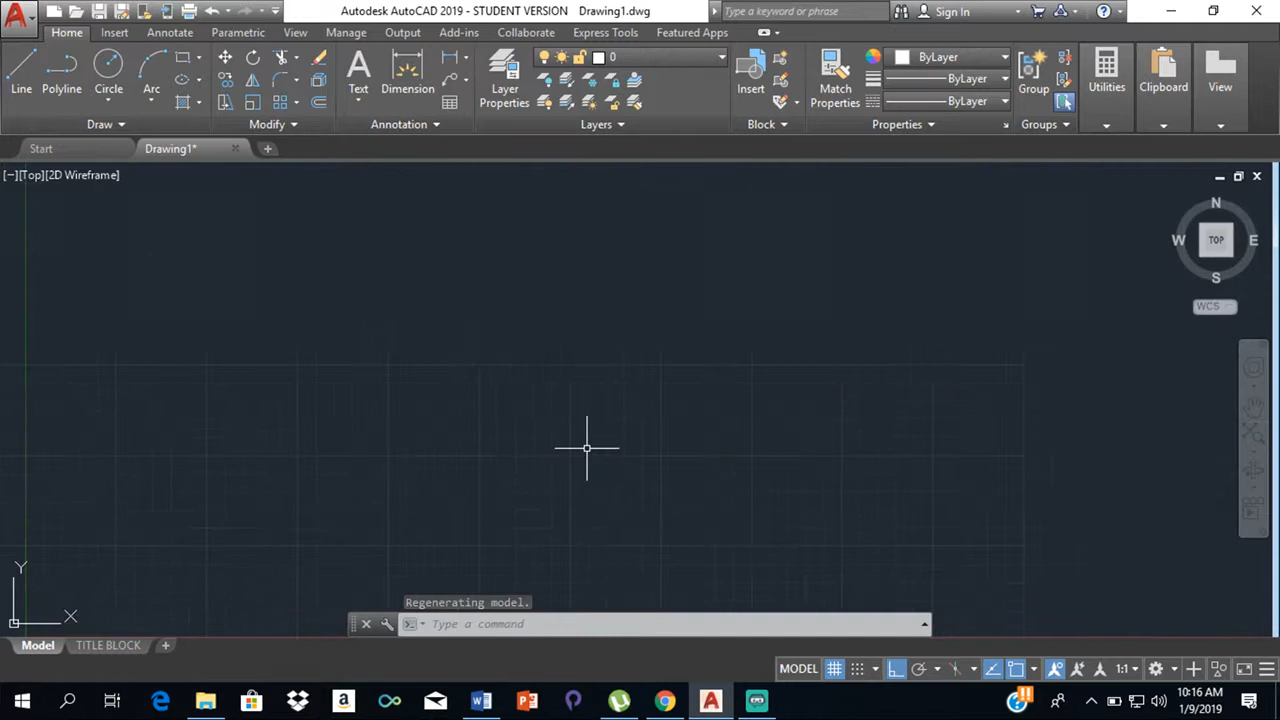 Autodesk AutoCAD 2019 - STUDENT VERSION Drawing1.dwg
Type a keyword or phrase
Sign In
Home Insert Annotate Parametric View Manage Output Add-ins Collaborate Express Tools Featured Apps
0
ByLayer
ByLayer
ByLayer
Line Polyline Circle Arc Text Dimension Layer Properties Insert Match Properties Group Utilities Clipboard View
Draw Modify Annotation Layers Block Properties Groups
Start Drawing1*
[−][Top][2D Wireframe]
N
W TOP E
S
WCS
Y
X
Regenerating model.
Type a command
Model TITLE BLOCK
MODEL 1:1
10:16 AM
1/9/2019